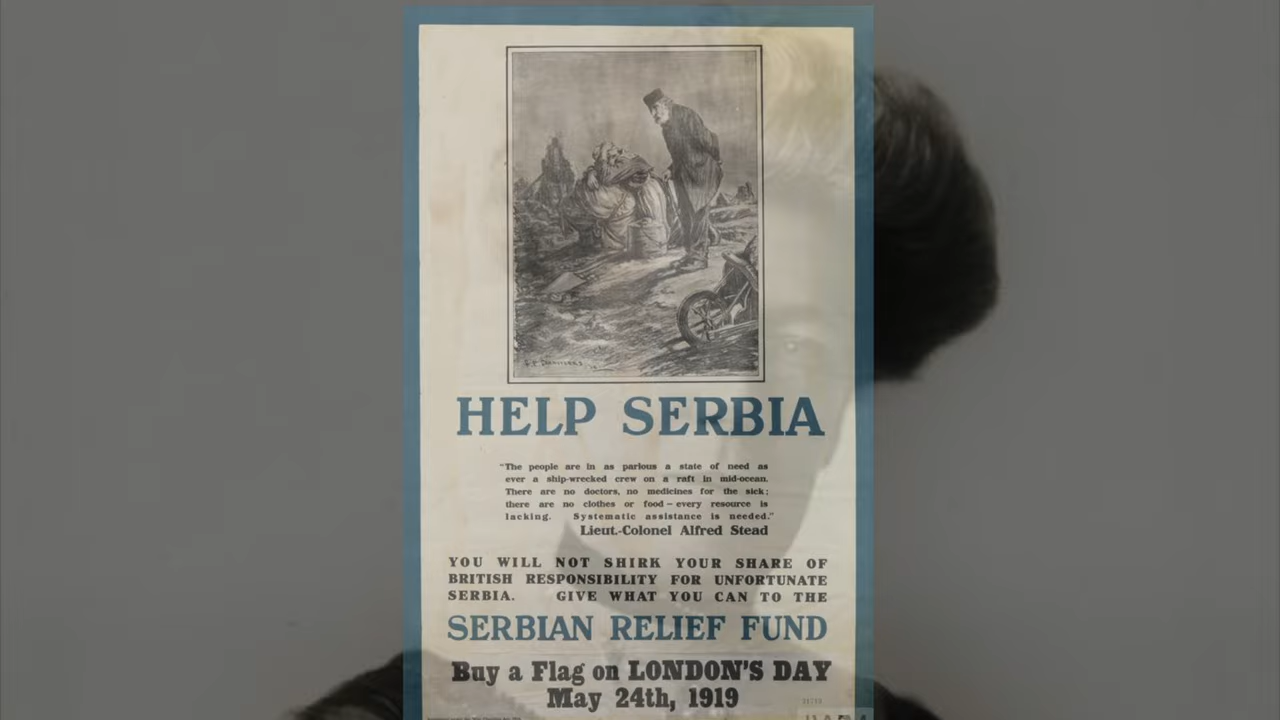 HELP SERBIA
"The people are in as parlous a state of need as
ever a ship-wrecked crew on a raft in mid-ocean.
There are no doctors, no medicines for the sick;
there are no clothes or food — every resource is
lacking. Systematic assistance is needed."
Lieut.-Colonel Alfred Stead
YOU WILL NOT SHIRK YOUR SHARE OF
BRITISH RESPONSIBILITY FOR UNFORTUNATE
SERBIA. GIVE WHAT YOU CAN TO THE
SERBIAN RELIEF FUND
Buy a Flag on LONDON'S DAY
May 24th, 1919